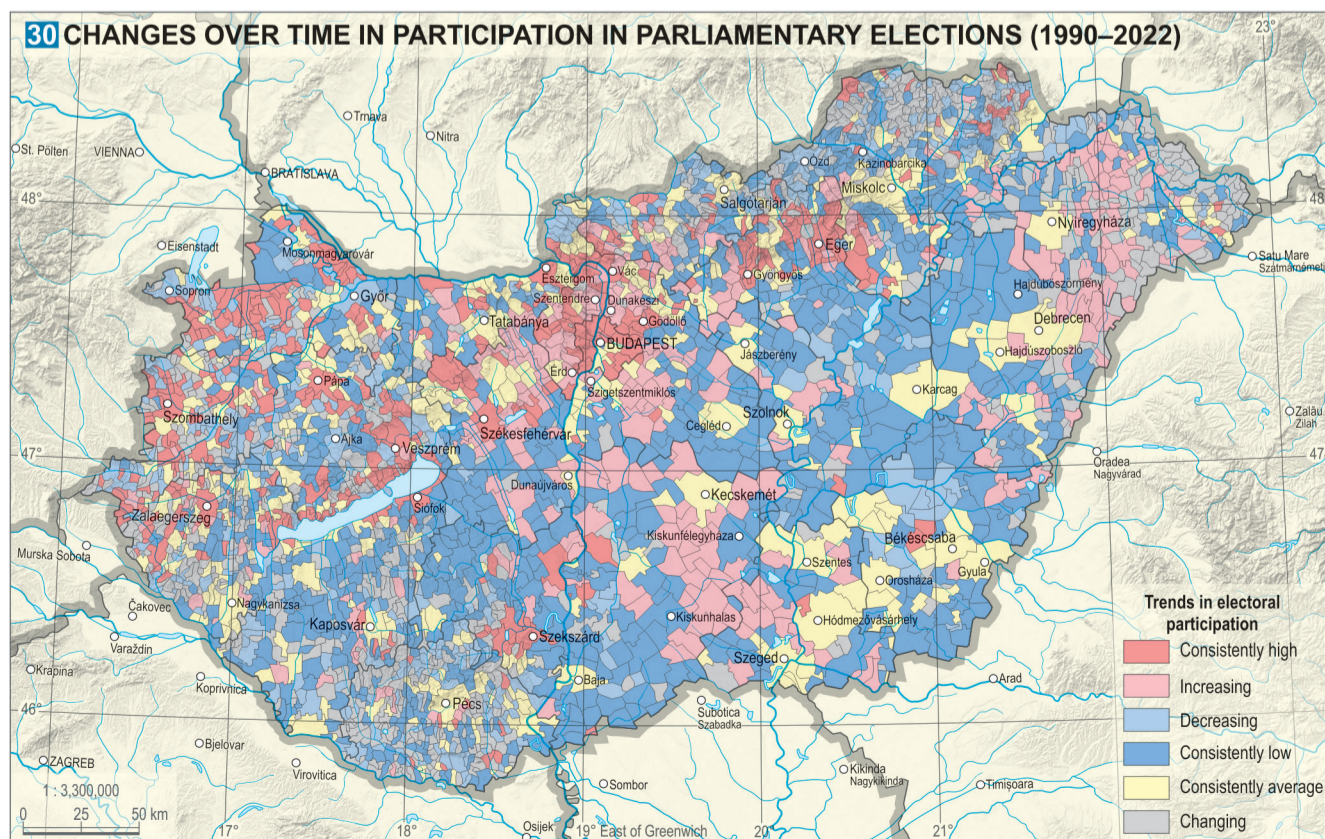 30 CHANGES OVER TIME IN PARTICIPATION IN PARLIAMENTARY ELECTIONS (1990–2022)
23°
Trnava
Nitra
St. Pölten
VIENNA
BRATISLAVA
48°
48
Ózd
Kazincbarcika
Miskolc
Salgótarján
Nyíregyháza
Eisenstadt
Mosonmagyaróvár
Sopron
Győr
Esztergom
Vác
Gyöngyös
Eger
Satu Mare
Szatmárnémeti
Szentendre
Dunakeszi
Gödöllő
Hajdúböszörmény
Tatabánya
Debrecen
BUDAPEST
Jászberény
Hajdúszoboszló
Érd
Szigetszentmiklós
Pápa
Karcag
Szombathely
Székesfehérvár
Cegléd
Szolnok
Zalău
Zilah
Ajka
Veszprém
47°
47
Oradea
Nagyvárad
Dunaújváros
Kecskemét
Siófok
Zalaegerszeg
Kiskunfélegyháza
Békéscsaba
Murska Sobota
Szentes
Gyula
Orosháza
Čakovec
Nagykanizsa
Kaposvár
Kiskunhalas
Hódmezővásárhely
Szekszárd
Varaždin
Szeged
Krapina
Koprivnica
Baja
Arad
46°
Pécs
Subotica
Szabadka
Bjelovar
ZAGREB
Virovitica
Sombor
Kikinda
Nagykikinda
Timișoara
Trends in electoral
participation
Consistently high
Increasing
Decreasing
Consistently low
Consistently average
Changing
1 : 3,300,000
0 25 50 km
17°
18°
19°
East of Greenwich
20°
21°
Osijek